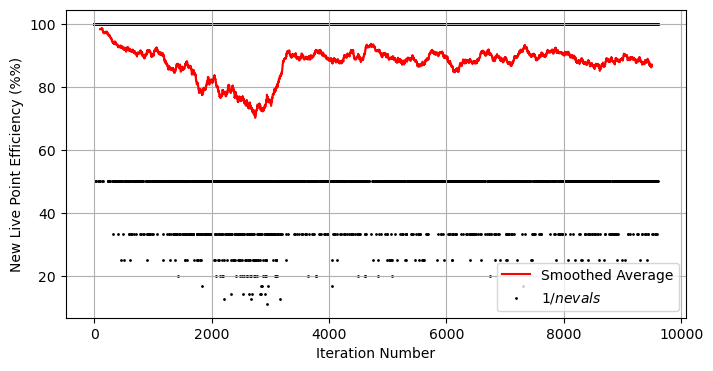 New Live Point Efficiency (%%)
100
80
60
40
20
0
2000
4000
6000
8000
10000
Iteration Number
Smoothed Average
1/nevals